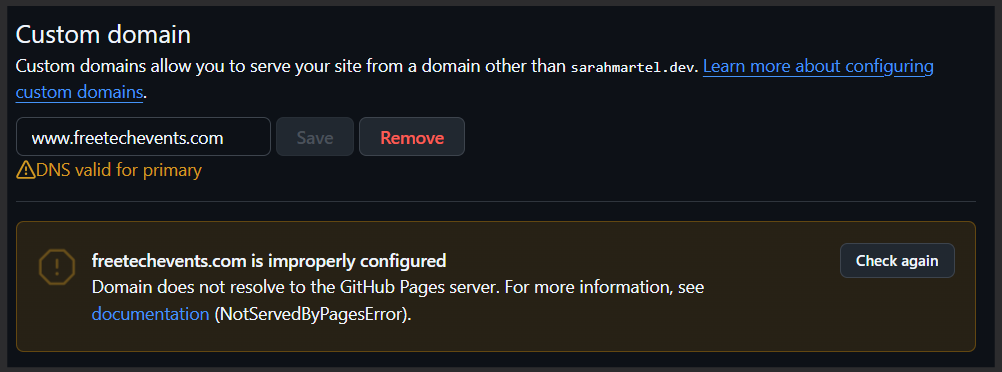 Custom domain
Custom domains allow you to serve your site from a domain other than sarahmartel.dev. Learn more about configuring
custom domains.
www.freetechevents.com Save Remove
DNS valid for primary
freetechevents.com is improperly configured
Check again
Domain does not resolve to the GitHub Pages server. For more information, see
documentation (NotServedByPagesError).